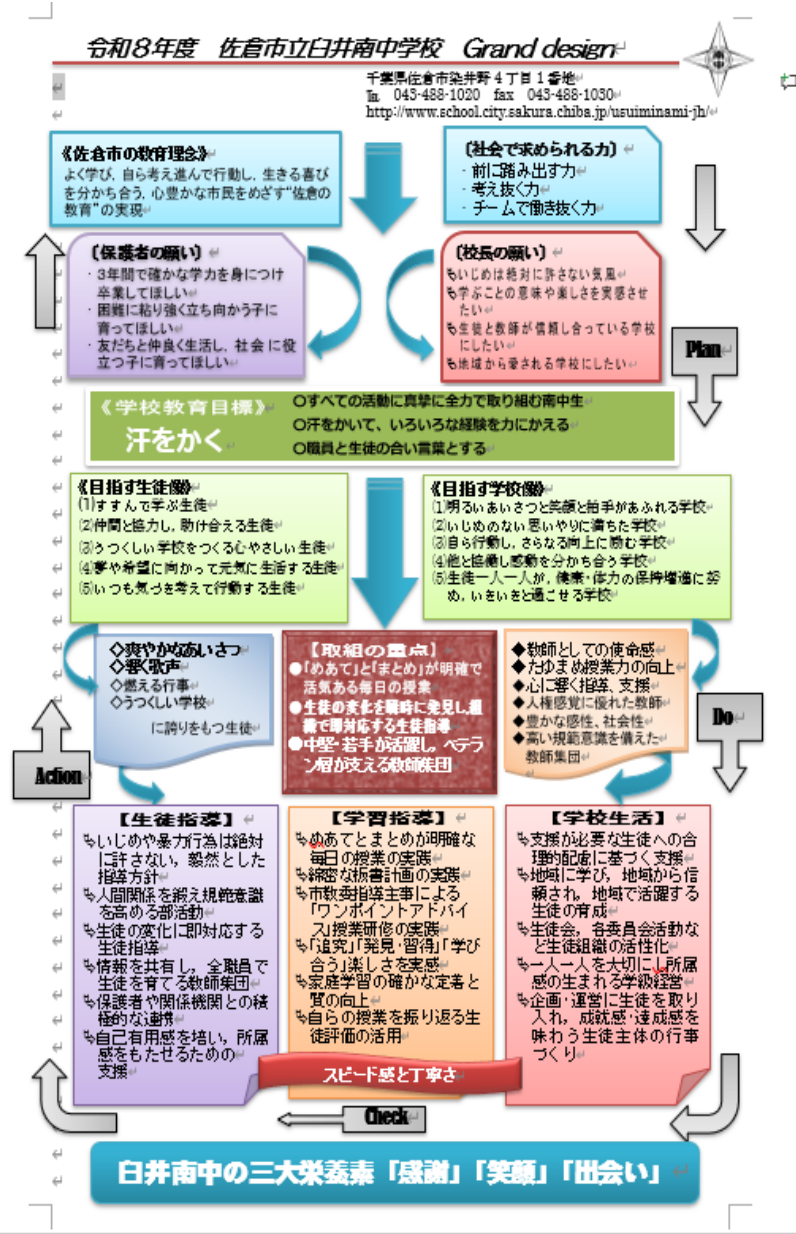 令和８年度　佐倉市立臼井南中学校　Grand design
千葉県佐倉市染井野４丁目１番地
℡　043-488-1020　fax　043-488-1030
http://www.school.city.sakura.chiba.jp/usuiminami-jh/
《佐倉市の教育理念》
よく学び，自ら考え進んで行動し，生きる喜び
を分かち合う，心豊かな市民をめざす“佐倉の
教育”の実現
〔社会で求められる力〕
・前に踏み出す力
・考え抜く力
・チームで働き抜く力
〔保護者の願い〕
・3年間で確かな学力を身につけ
卒業してほしい
・困難に粘り強く立ち向かう子に
育ってほしい
・友だちと仲良く生活し，社会に役
立つ子に育ってほしい
〔校長の願い〕
いじめは絶対に許さない気風
学ぶことの意味や楽しさを実感させ
たい
生徒と教師が信頼し合っている学校
にしたい
地域から愛される学校にしたい
Plan
《学校教育目標》
汗をかく
○すべての活動に真摯に全力で取り組む南中生
○汗をかいて、いろいろな経験を力にかえる
○職員と生徒の合い言葉とする
《目指す生徒像》
(1)すすんで学ぶ生徒
(2)仲間と協力し，助け合える生徒
(3)うつくしい学校をつくる心やさしい生徒
(4)夢や希望に向かって元気に生活する生徒
(5)いつも気づき考えて行動する生徒
《目指す学校像》
(1)明るいあいさつと笑顔と拍手があふれる学校
(2)いじめのない思いやりに満ちた学校
(3)自ら行動し，さらなる向上に励む学校
(4)他と協働し感動を分かち合う学校
(5)生徒一人一人が，健康・体力の保持増進に努
め，いきいきと過ごせる学校
◇爽やかなあいさつ
◇響く歌声
◇燃える行事
◇うつくしい学校
に誇りをもつ生徒
【取組の重点】
●「めあて」と「まとめ」が明確で
活気ある毎日の授業
●生徒の変化を瞬時に発見し組
織で即対応する生徒指導
●中堅・若手が活躍し，ベテラ
ン層が支える教師集団
◆教師としての使命感
◆たゆまぬ授業力の向上
◆心に響く指導、支援
◆人権感覚に優れた教師
◆豊かな感性、社会性
◆高い規範意識を備えた
教師集団
Do
Action
【生徒指導】
いじめや暴力行為は絶対
に許さない，毅然とした
指導方針
人間関係を鍛え規範意識
を高める部活動
生徒の変化に即対応する
生徒指導
情報を共有し，全職員で
生徒を育てる教師集団
保護者や関係機関との積
極的な連携
自己有用感を培い，所属
感をもたせるための
支援
【学習指導】
めあてとまとめが明確な
毎日の授業の実践
綿密な板書計画の実践
市教委指導主事による
「ワンポイントアドバイ
ス」授業研修の実践
「追究」「発見・習得」「学び
合う」楽しさを実感
家庭学習の確かな定着と
質の向上
自らの授業を振り返る生
徒評価の活用
【学校生活】
支援が必要な生徒への合
理的配慮に基づく支援
地域に学び，地域から信
頼され，地域で活躍する
生徒の育成
生徒会，各委員会活動な
ど生徒組織の活性化
一人一人を大切にし所属
感の生まれる学級経営
企画・運営に生徒を取り
入れ，成就感・達成感を
味わう生徒主体の行事
づくり
スピード感と丁寧さ
Check
臼井南中の三大栄養素「感謝」「笑顔」「出会い」